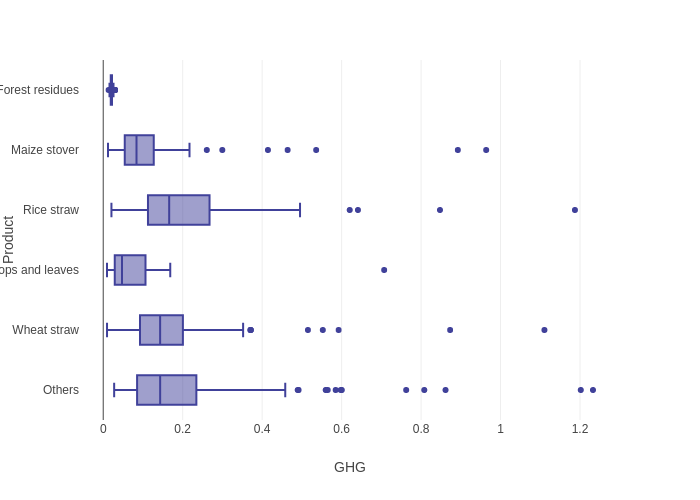 Forest residues
Maize stover
Rice straw
ops and leaves
Wheat straw
Others
Product
0 0.2 0.4 0.6 0.8 1 1.2
GHG